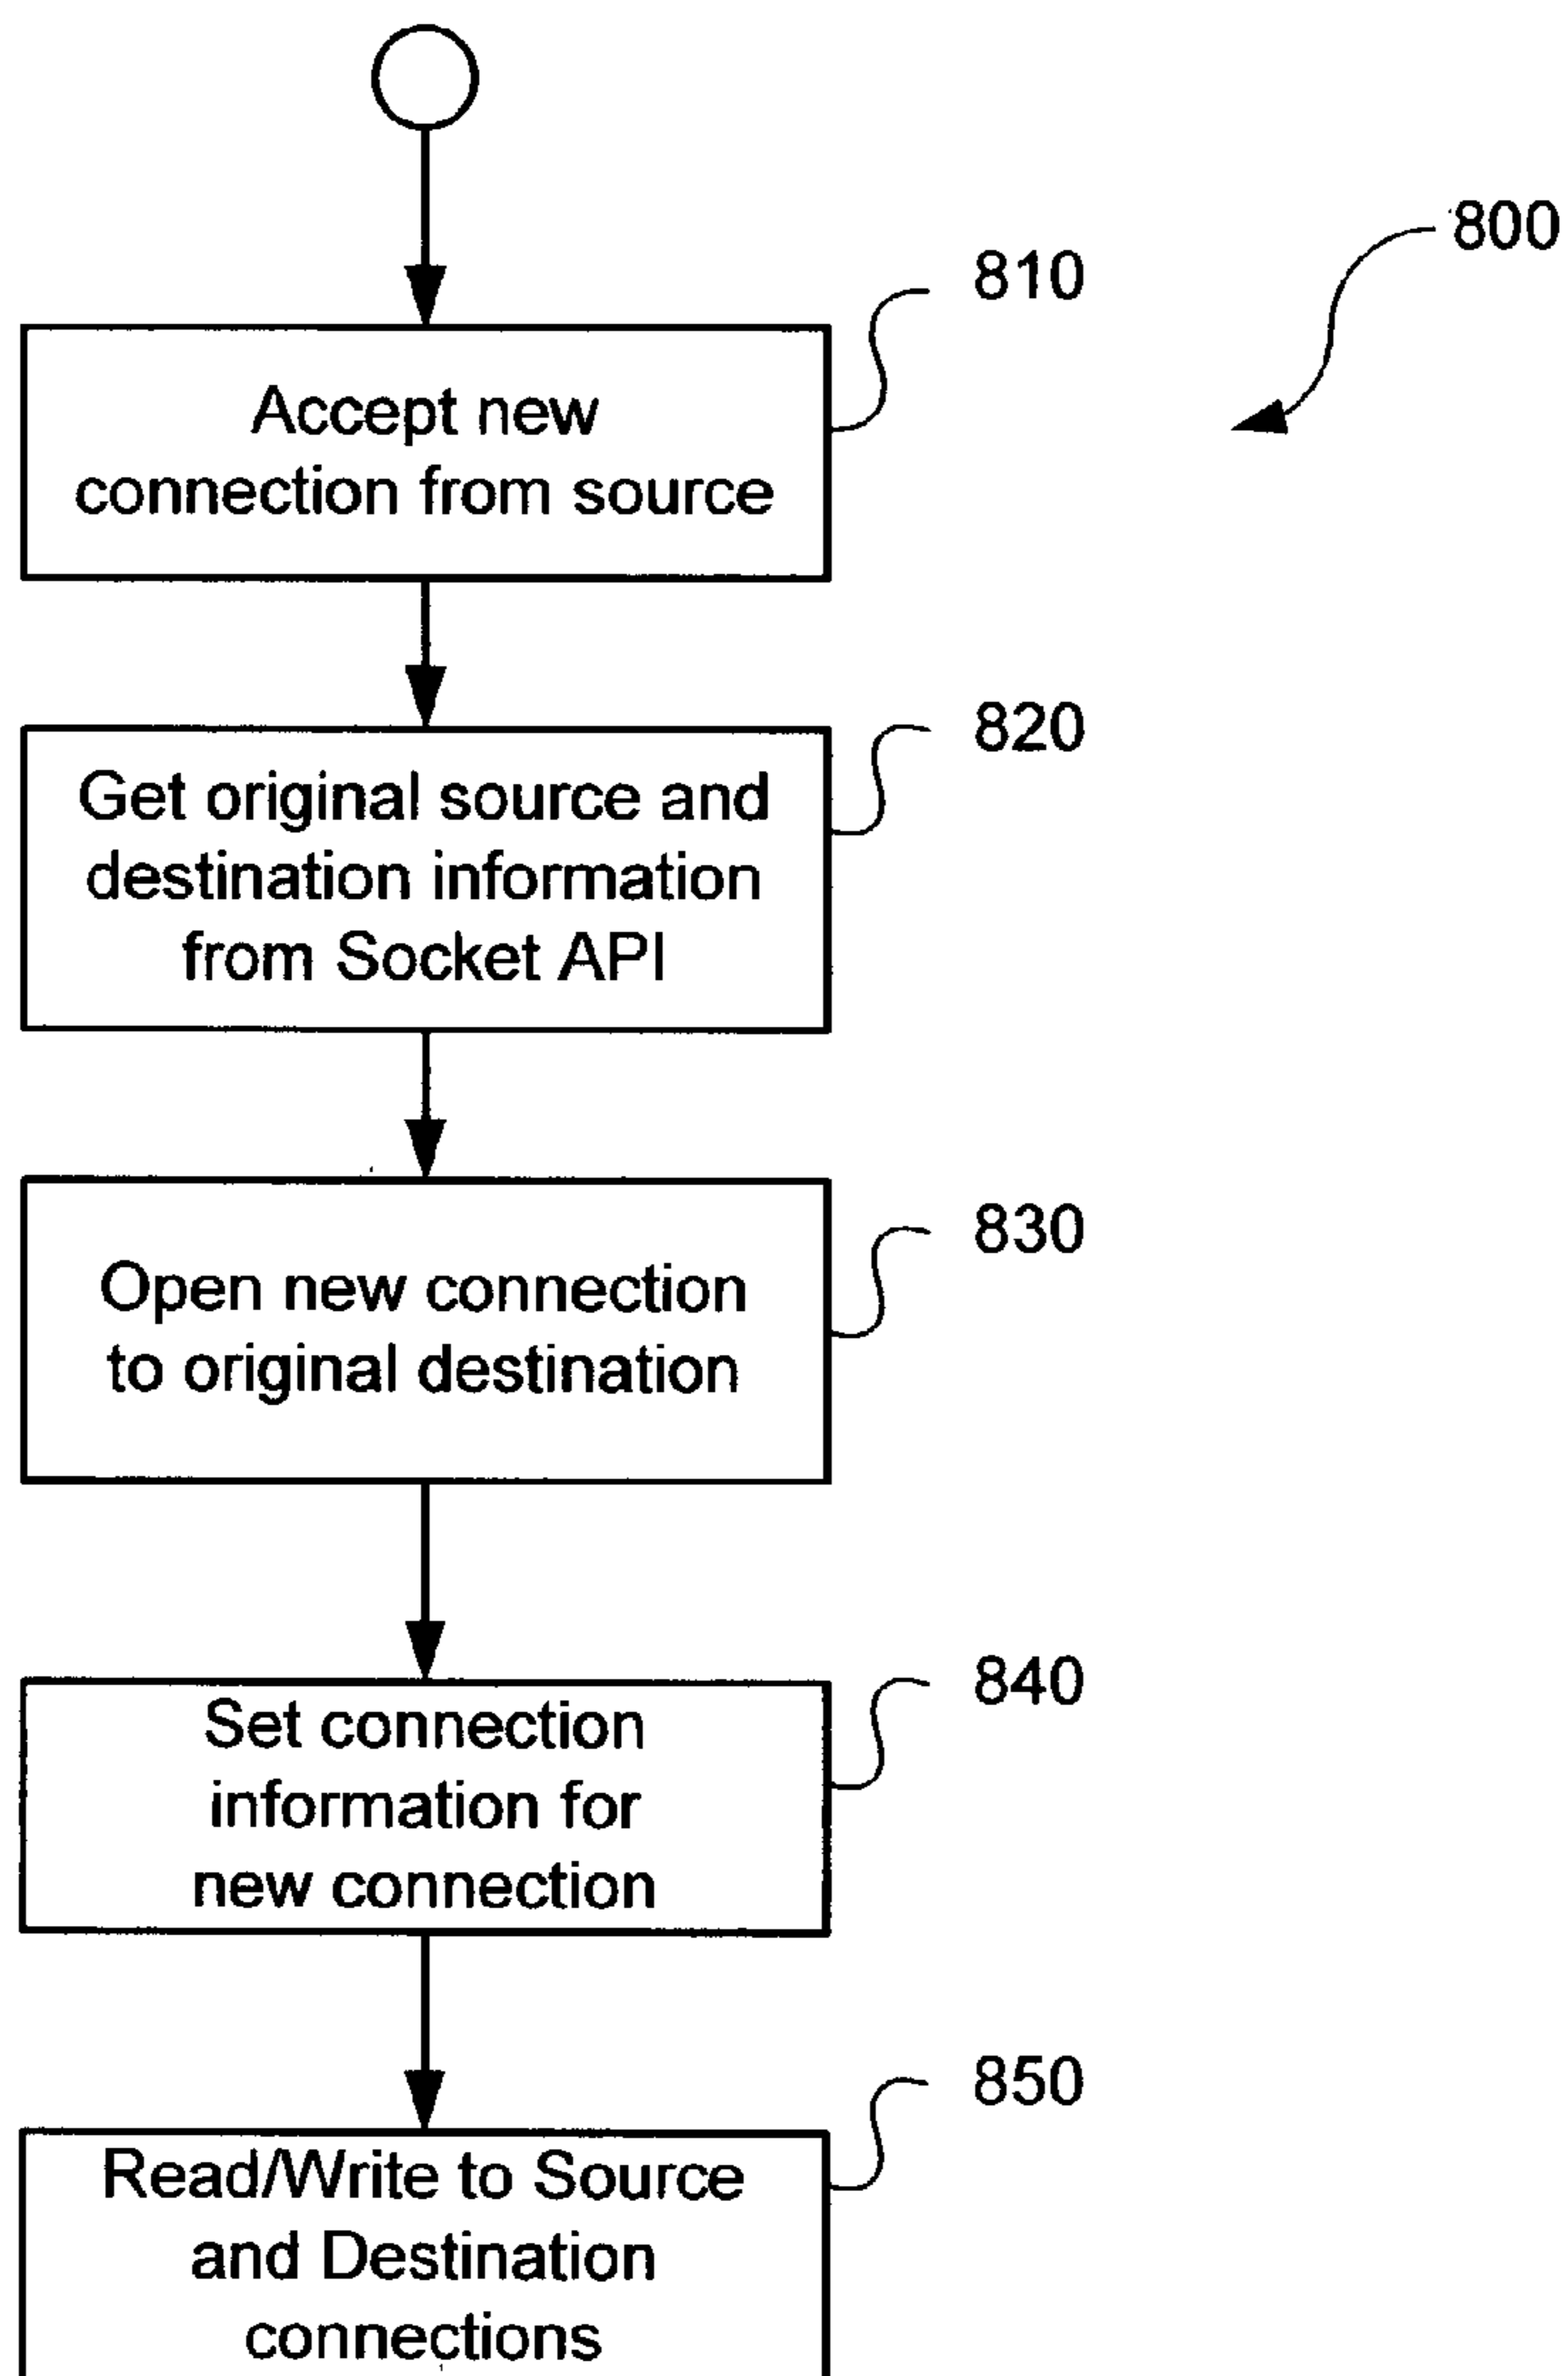 800
810
Accept new
connection from source
820
Get original source and
destination information
from Socket API
830
Open new connection
to original destination
840
Set connection
information for
new connection
850
Read/Write to Source
and Destination
connections